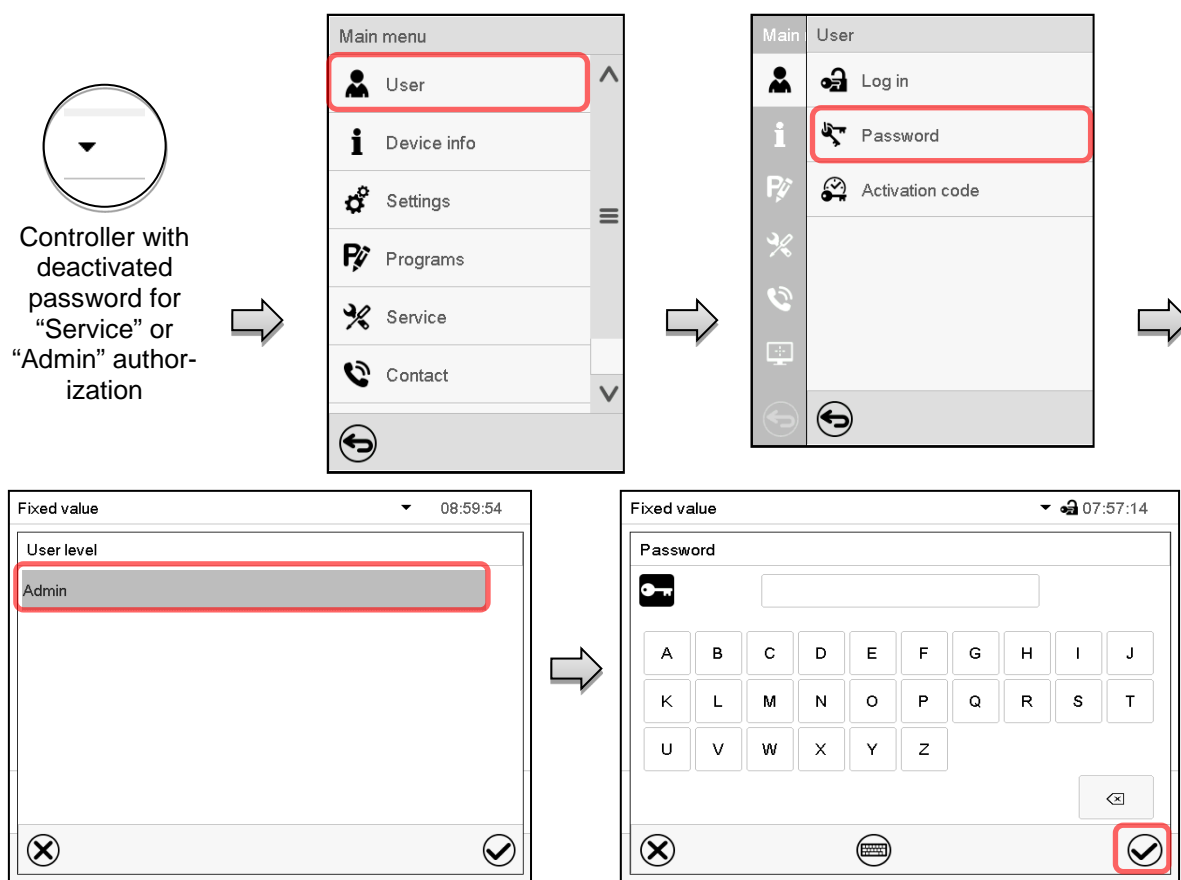 Controller with
deactivated
password for
“Service” or
“Admin” author-
ization
Main menu
User
Device info
Settings
Programs
Service
Contact
Main
User
Log in
Password
Activation code
Fixed value 08:59:54
User level
Admin
Fixed value 07:57:14
Password
A B C D E F G H I J
K L M N O P Q R S T
U V W X Y Z